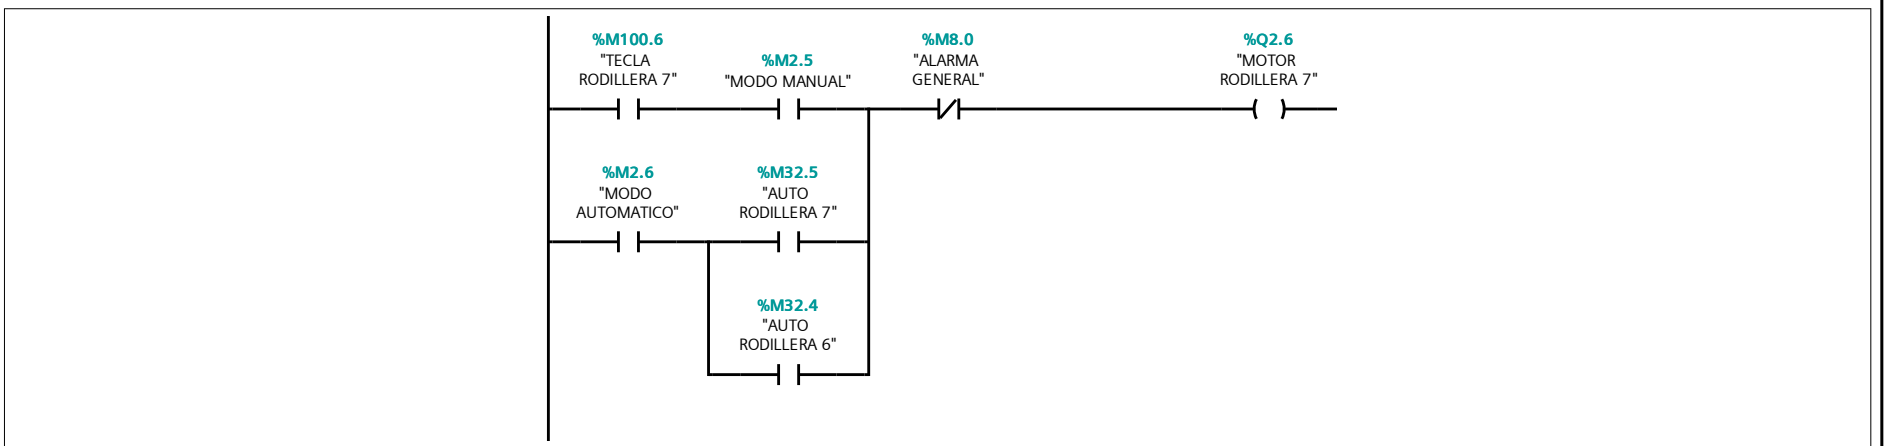 %M100.6
"TECLA
RODILLERA 7"
%M2.5
"MODO MANUAL"
%M8.0
"ALARMA
GENERAL"
%Q2.6
"MOTOR
RODILLERA 7"
%M2.6
"MODO
AUTOMATICO"
%M32.5
"AUTO
RODILLERA 7"
%M32.4
"AUTO
RODILLERA 6"